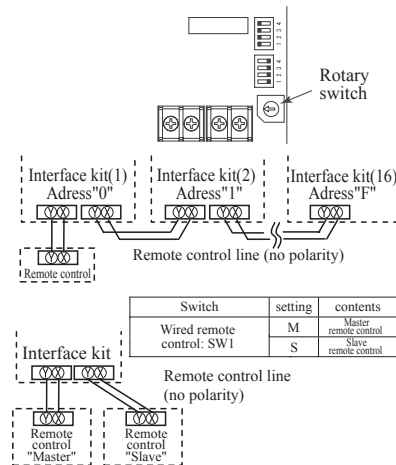 1 2 3 4
1 2 3 4
Rotary
switch
Interface kit(1)
Adress"0"
Interface kit(2)
Adress"1"
Interface kit(16)
Adress"F"
Remote control
Remote control line (no polarity)
Switch setting contents
Wired remote
control: SW1
M Master
remote control
S Slave
remote control
Interface kit
Remote control line
(no polarity)
Remote
control
"Master"
Remote
control
"Slave"